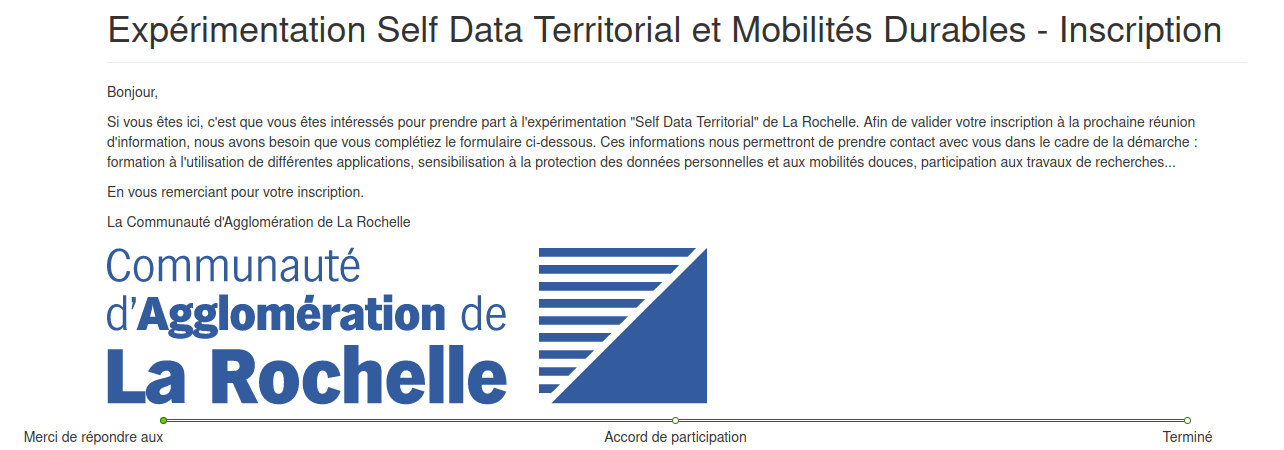 Expérimentation Self Data Territorial et Mobilités Durables - Inscription
Bonjour,
Si vous êtes ici, c'est que vous êtes intéressés pour prendre part à l'expérimentation "Self Data Territorial" de La Rochelle. Afin de valider votre inscription à la prochaine réunion
d'information, nous avons besoin que vous complétiez le formulaire ci-dessous. Ces informations nous permettront de prendre contact avec vous dans le cadre de la démarche :
formation à l'utilisation de différentes applications, sensibilisation à la protection des données personnelles et aux mobilités douces, participation aux travaux de recherches...
En vous remerciant pour votre inscription.
La Communauté d'Agglomération de La Rochelle
Communauté
d'Agglomération de
La Rochelle
Merci de répondre aux
Accord de participation
Terminé